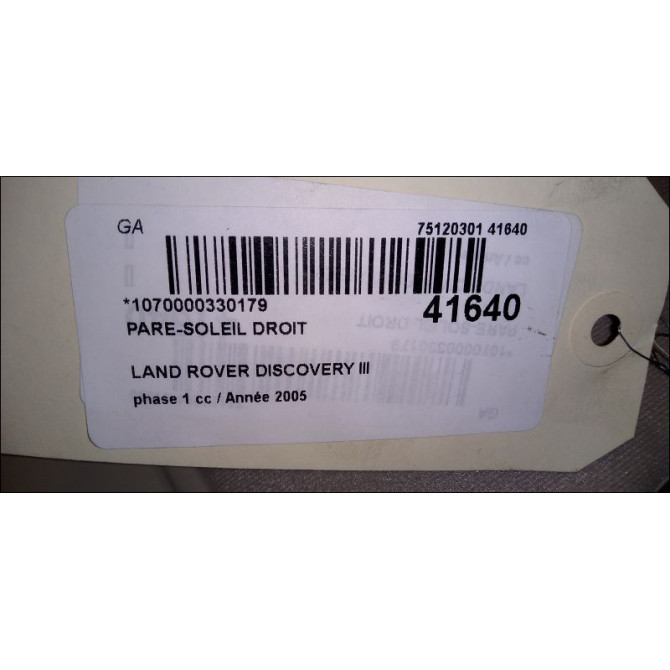 GA 75120301 41640
*1070000330179 41640
PARE-SOLEIL DROIT
LAND ROVER DISCOVERY III
phase 1 cc / Année 2005